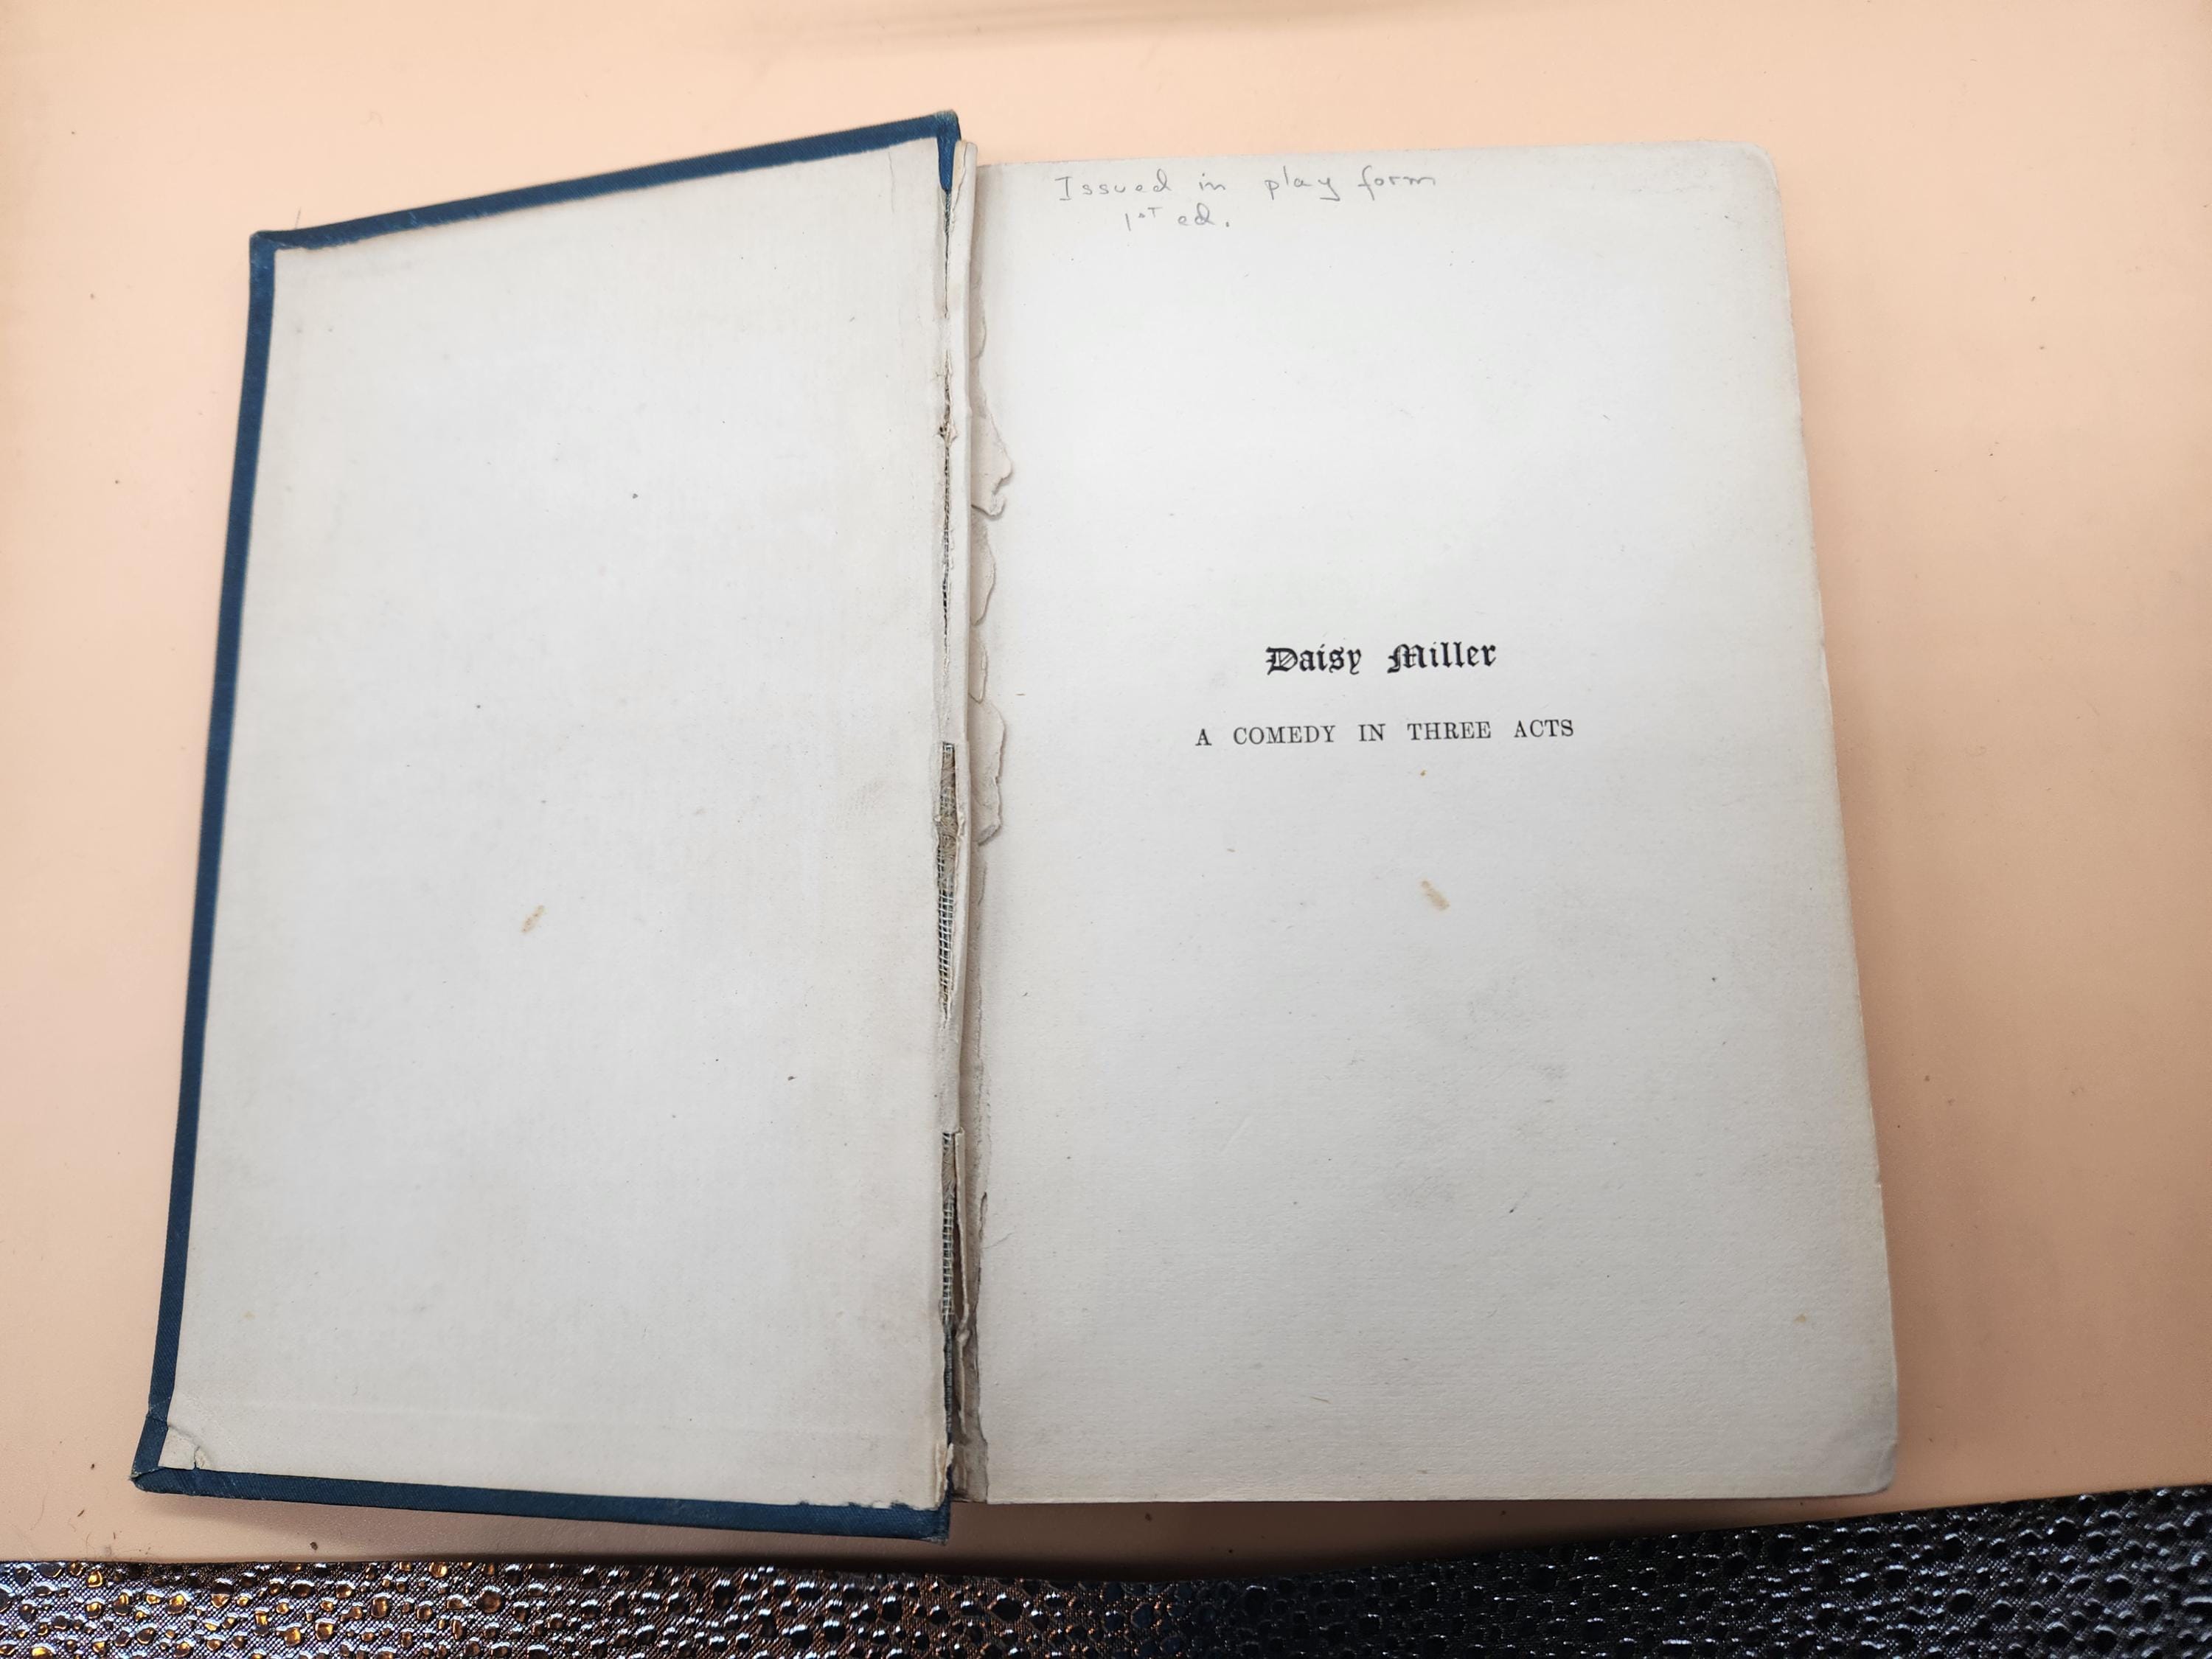 Issued in play form
1ST ed.
Daisy Miller
A COMEDY IN THREE ACTS